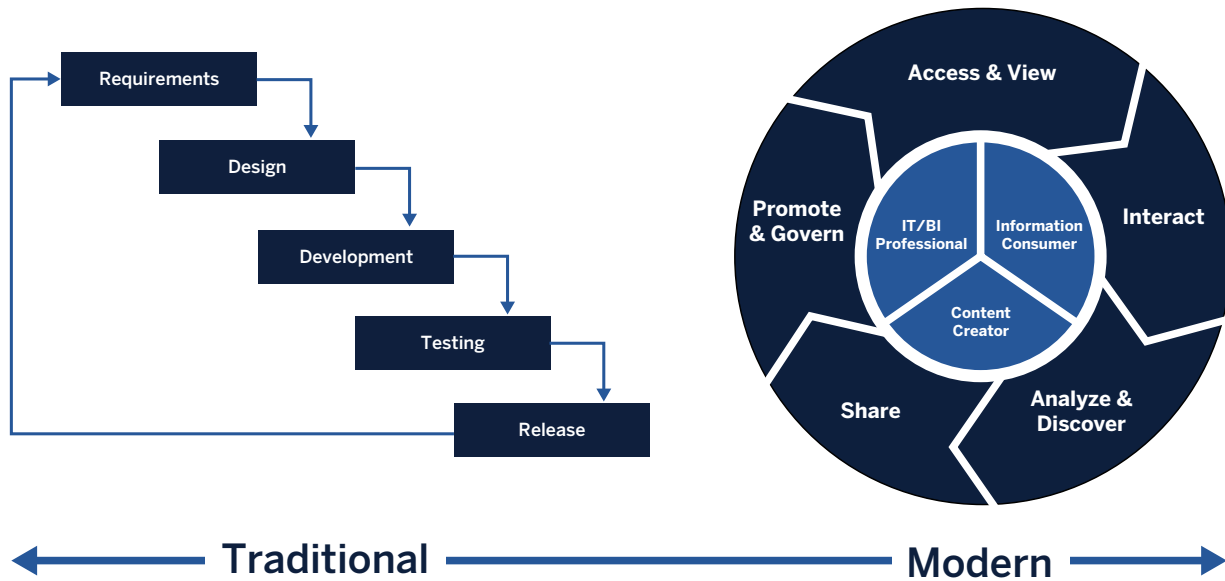 Requirements
Design
Development
Testing
Release
Access & View
Interact
Analyze &
Discover
Share
Promote
& Govern
IT/BI
Professional
Information
Consumer
Content
Creator
Traditional
Modern